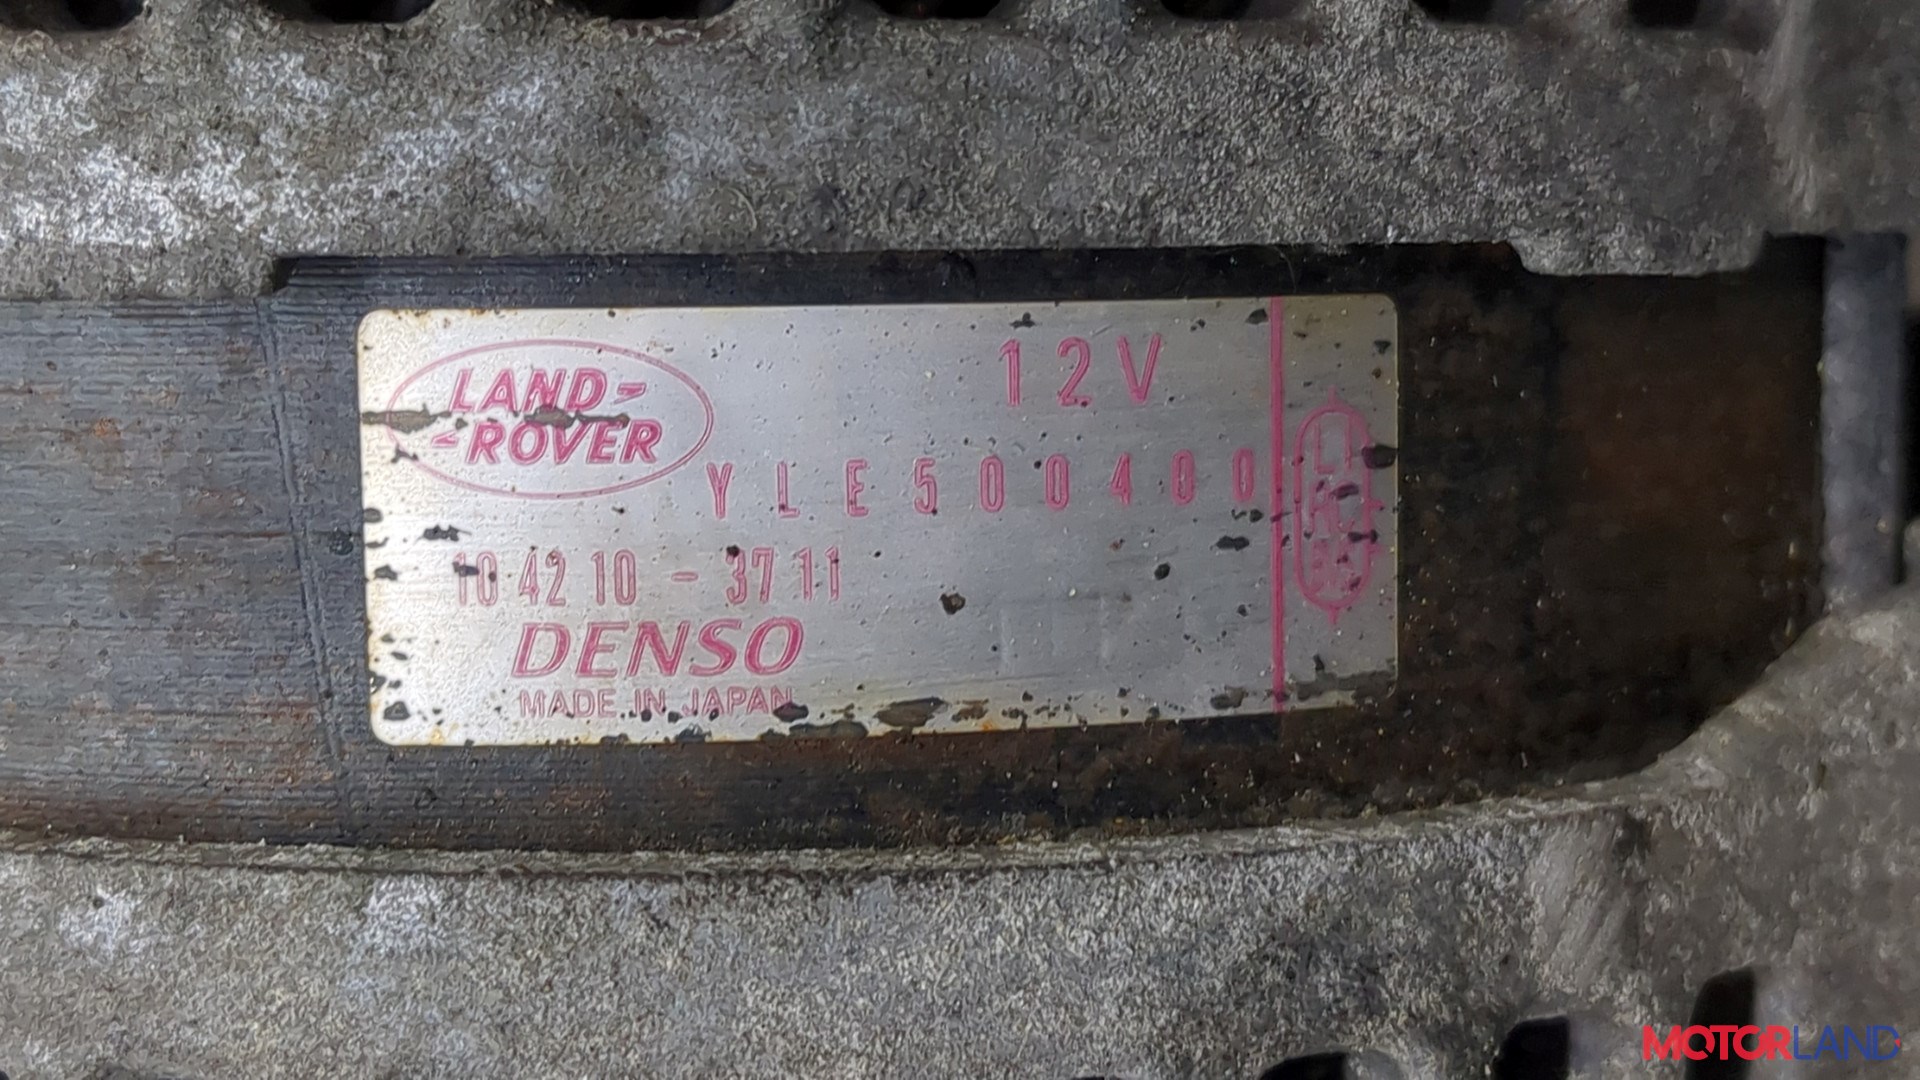 LAND-
-ROVER
12V
YLE500400
104210-3711
DENSO
MADE IN JAPAN
MOTORLAND